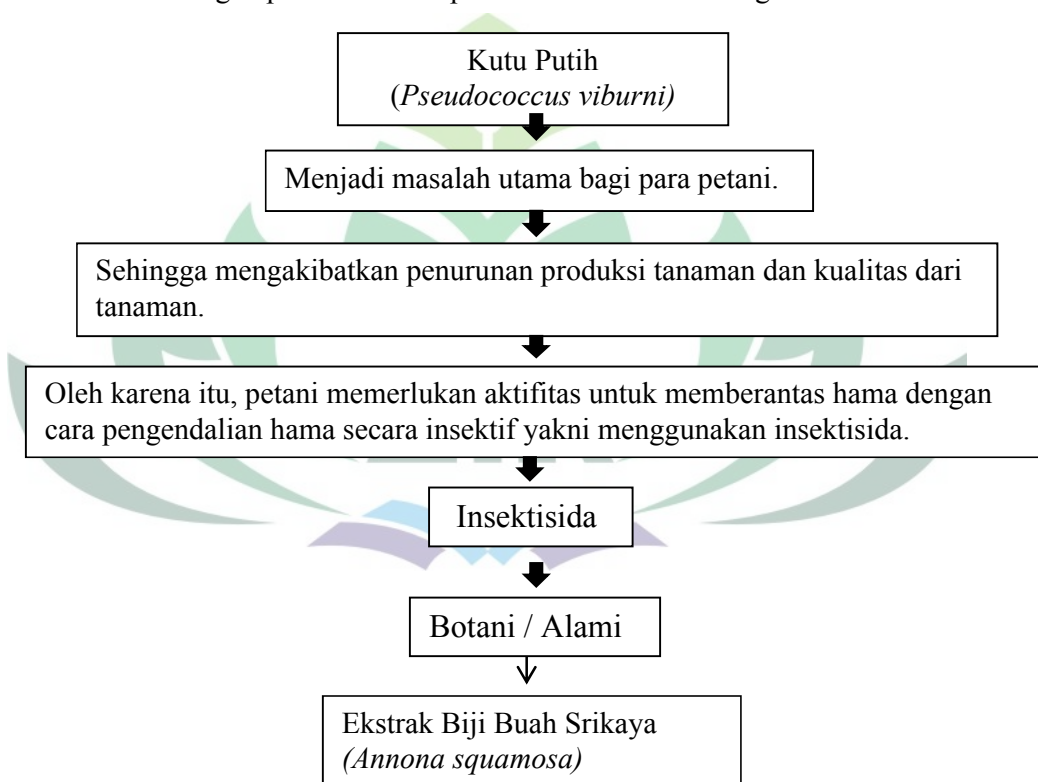 Kutu Putih
(Pseudococcus viburni)
Menjadi masalah utama bagi para petani.
Sehingga mengakibatkan penurunan produksi tanaman dan kualitas dari
tanaman.
Oleh karena itu, petani memerlukan aktifitas untuk memberantas hama dengan
cara pengendalian hama secara insektif yakni menggunakan insektisida.
Insektisida
Botani / Alami
Ekstrak Biji Buah Srikaya
(Annona squamosa)